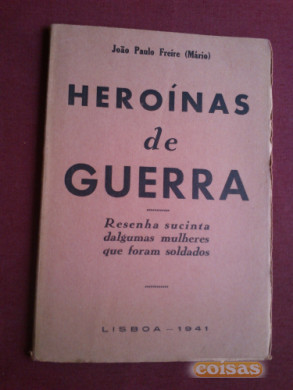 João Paulo Freire (Mário)
HEROÍNAS
de
GUERRA
Resenha sucinta
dalgumas mulheres
que foram soldados
LISBOA — 1941
coisas